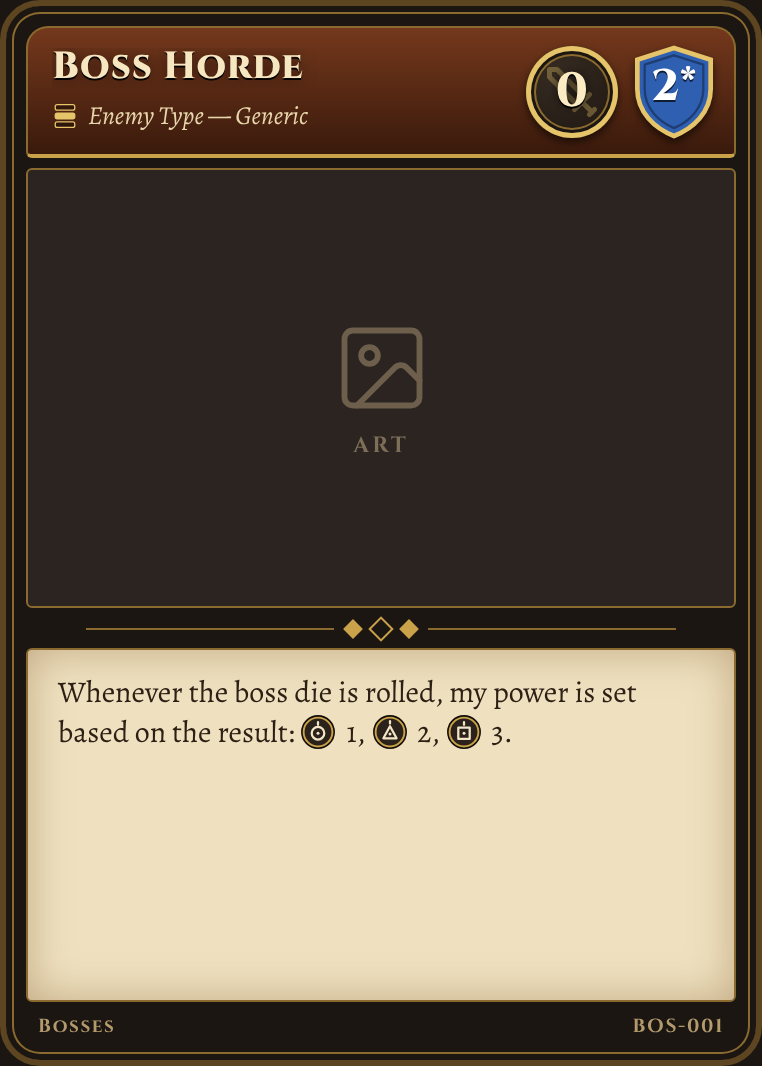 Boss Horde
Enemy Type — Generic
0
2*
ART
Whenever the boss die is rolled, my power is set
based on the result: 1, 2, 3.
Bosses
BOS-001